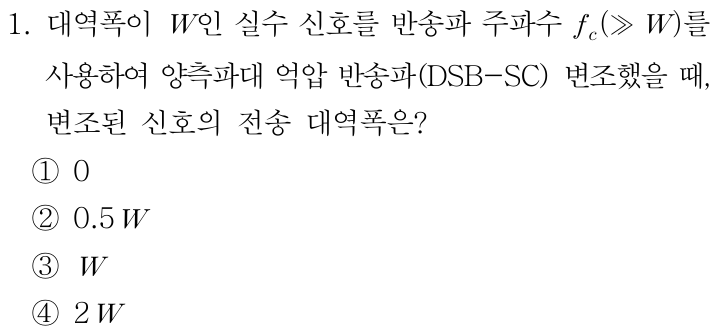 1. 대역폭이 W인 실수 신호를 반송파 주파수 f_c(≫ W)를
사용하여 양측파대 억압 반송파(DSB-SC) 변조했을 때,
변조된 신호의 전송 대역폭은?
① 0
② 0.5 W
③ W
④ 2 W